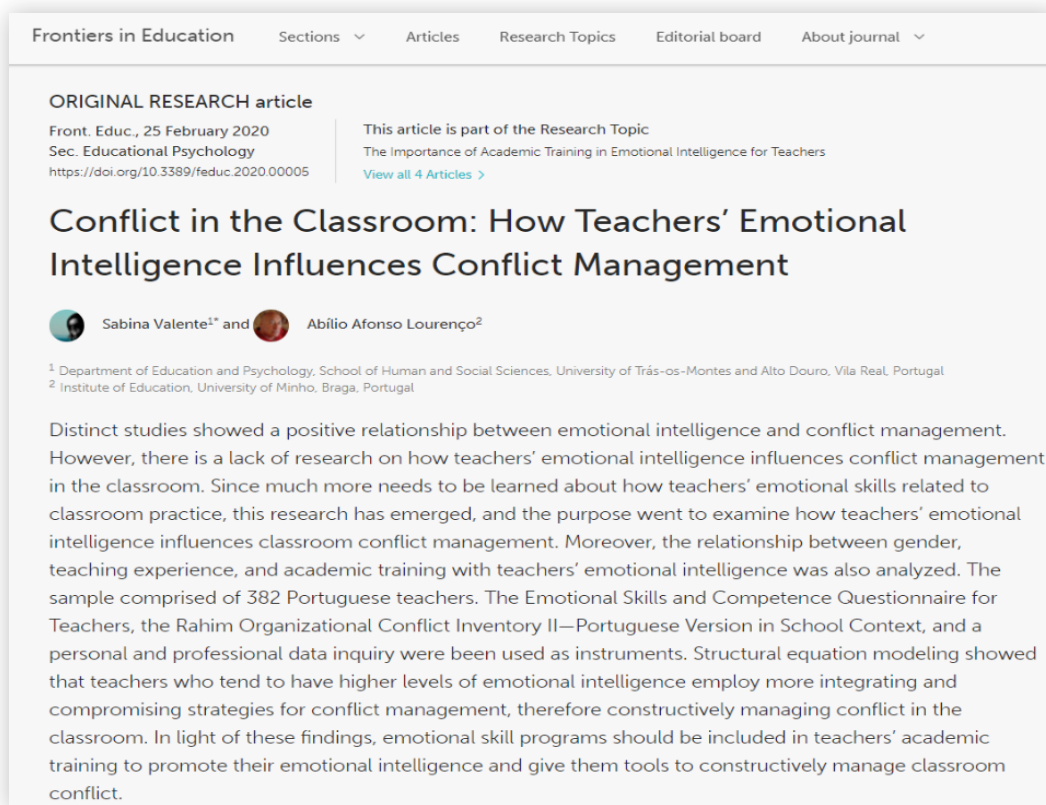 Frontiers in Education Sections Articles Research Topics Editorial board About journal
ORIGINAL RESEARCH article
Front. Educ., 25 February 2020
Sec. Educational Psychology
https://doi.org/10.3389/feduc.2020.00005
This article is part of the Research Topic
The Importance of Academic Training in Emotional Intelligence for Teachers
View all 4 Articles >
Conflict in the Classroom: How Teachers’ Emotional
Intelligence Influences Conflict Management
Sabina Valente1* and Abílio Afonso Lourenço2
1 Department of Education and Psychology, School of Human and Social Sciences, University of Trás-os-Montes and Alto Douro, Vila Real, Portugal
2 Institute of Education, University of Minho, Braga, Portugal
Distinct studies showed a positive relationship between emotional intelligence and conflict management.
However, there is a lack of research on how teachers’ emotional intelligence influences conflict management
in the classroom. Since much more needs to be learned about how teachers’ emotional skills related to
classroom practice, this research has emerged, and the purpose went to examine how teachers’ emotional
intelligence influences classroom conflict management. Moreover, the relationship between gender,
teaching experience, and academic training with teachers’ emotional intelligence was also analyzed. The
sample comprised of 382 Portuguese teachers. The Emotional Skills and Competence Questionnaire for
Teachers, the Rahim Organizational Conflict Inventory II—Portuguese Version in School Context, and a
personal and professional data inquiry were been used as instruments. Structural equation modeling showed
that teachers who tend to have higher levels of emotional intelligence employ more integrating and
compromising strategies for conflict management, therefore constructively managing conflict in the
classroom. In light of these findings, emotional skill programs should be included in teachers’ academic
training to promote their emotional intelligence and give them tools to constructively manage classroom
conflict.